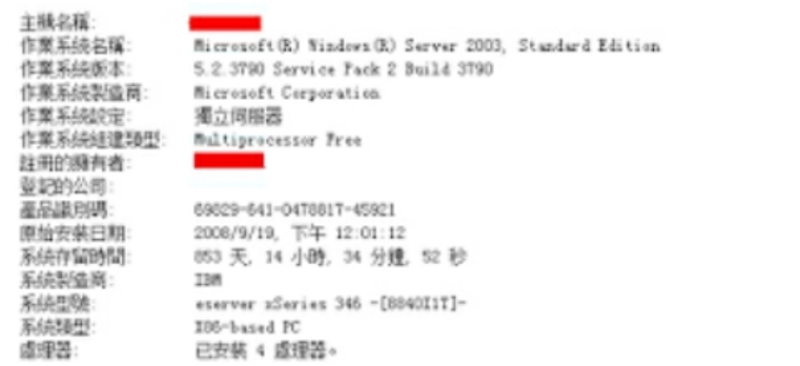 主機名稱:
作業系統名稱: Microsoft(R) Windows(R) Server 2003, Standard Edition
作業系統版本: 5.2.3790 Service Pack 2 Build 3790
作業系統製造商: Microsoft Corporation
作業系統設定: 獨立伺服器
作業系統組建類型: Multiprocessor Free
註冊的擁有者:
登記的公司:
產品識別碼: 69829-641-0478817-45921
原始安裝日期: 2008/9/19, 下午 12:01:12
系統存留時間: 853 天, 14 小時, 34 分鐘, 52 秒
系統製造商: IBM
系統型號: eserver xSeries 346 -[8840I1T]-
系統類型: X86-based PC
處理器: 已安裝 4 處理器。